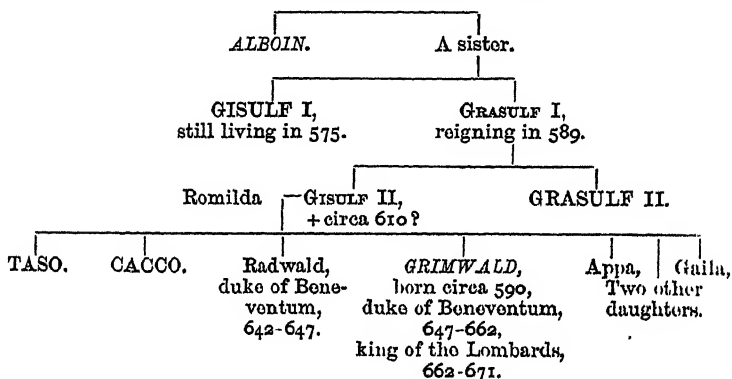 ALBOIN. A sister.
GISULF I, GRASULF I,
still living in 575. reigning in 589.
Romilda GISULF II, GRASULF II.
+ circa 610?
TASO. CACCO. Radwald, GRIMWALD, Appa, Gaila,
duke of Bene- born circa 590, Two other
ventum, duke of Beneventum, daughters.
642-647. 647-662,
king of the Lombards,
662-671.